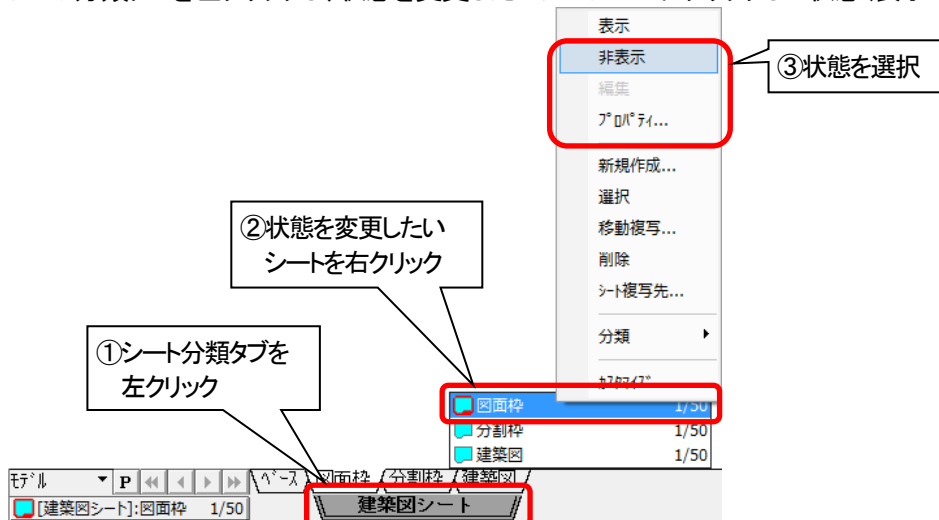 表示
非表示
編集
ﾌﾟﾛﾊﾟﾃｨ...
新規作成...
選択
移動複写...
削除
ｼｰﾄ複写先...
分類
③状態を選択
②状態を変更したい
シートを右クリック
①シート分類タブを
左クリック
図面枠 1/50
分割枠 1/50
建築図 1/50
ﾓﾃﾞﾙ P ﾍﾞｰｽ 図面枠 分割枠 建築図
[建築図ｼｰﾄ]:図面枠 1/50
建築図シート